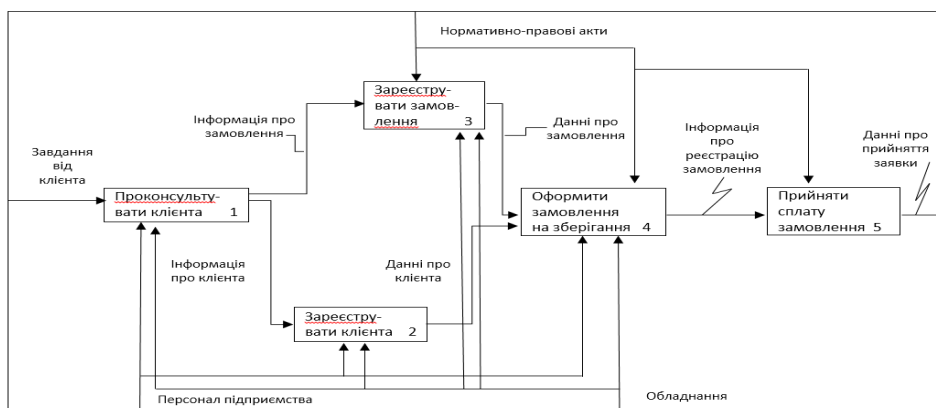 Нормативно-правові акти
Зареєстру-
вати замов-
лення 3
Інформація про
замовлення
Данні про
замовлення
Інформація
про
реєстрацію
замовлення
Данні про
прийняття
заявки
Завдання
від
клієнта
Проконсульту-
вати клієнта 1
Оформити
замовлення
на зберігання 4
Прийняти
сплату
замовлення 5
Інформація
про клієнта
Данні про
клієнта
Зареєстру-
вати клієнта 2
Персонал підприємства
Обладнання